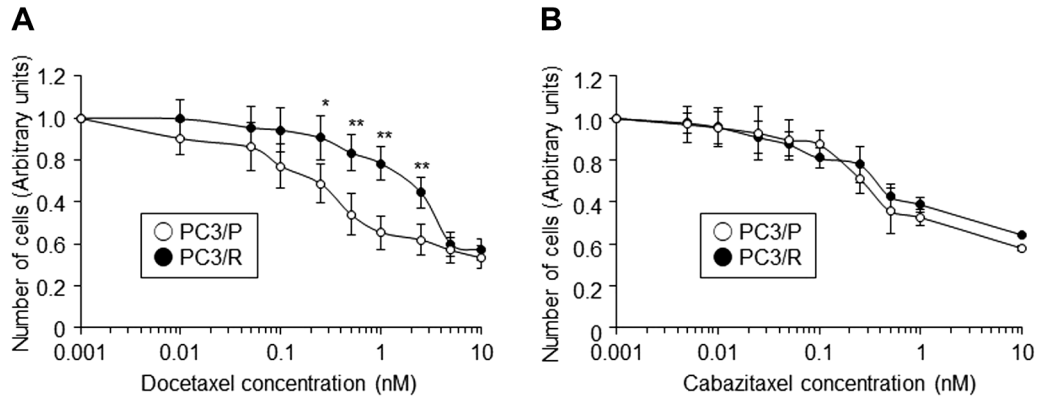 A
Number of cells (Arbitrary units)
1.2
1.0
0.8
0.4
0.6
0.2
0
*
**
**
**
PC3/P
PC3/R
0.001
0.01
0.1
1
10
Docetaxel concentration (nM)
B
Number of cells (Arbitrary units)
1.2
1.0
0.8
0.4
0.6
0.2
0
PC3/P
PC3/R
0.001
0.01
0.1
1
10
Cabazitaxel concentration (nM)